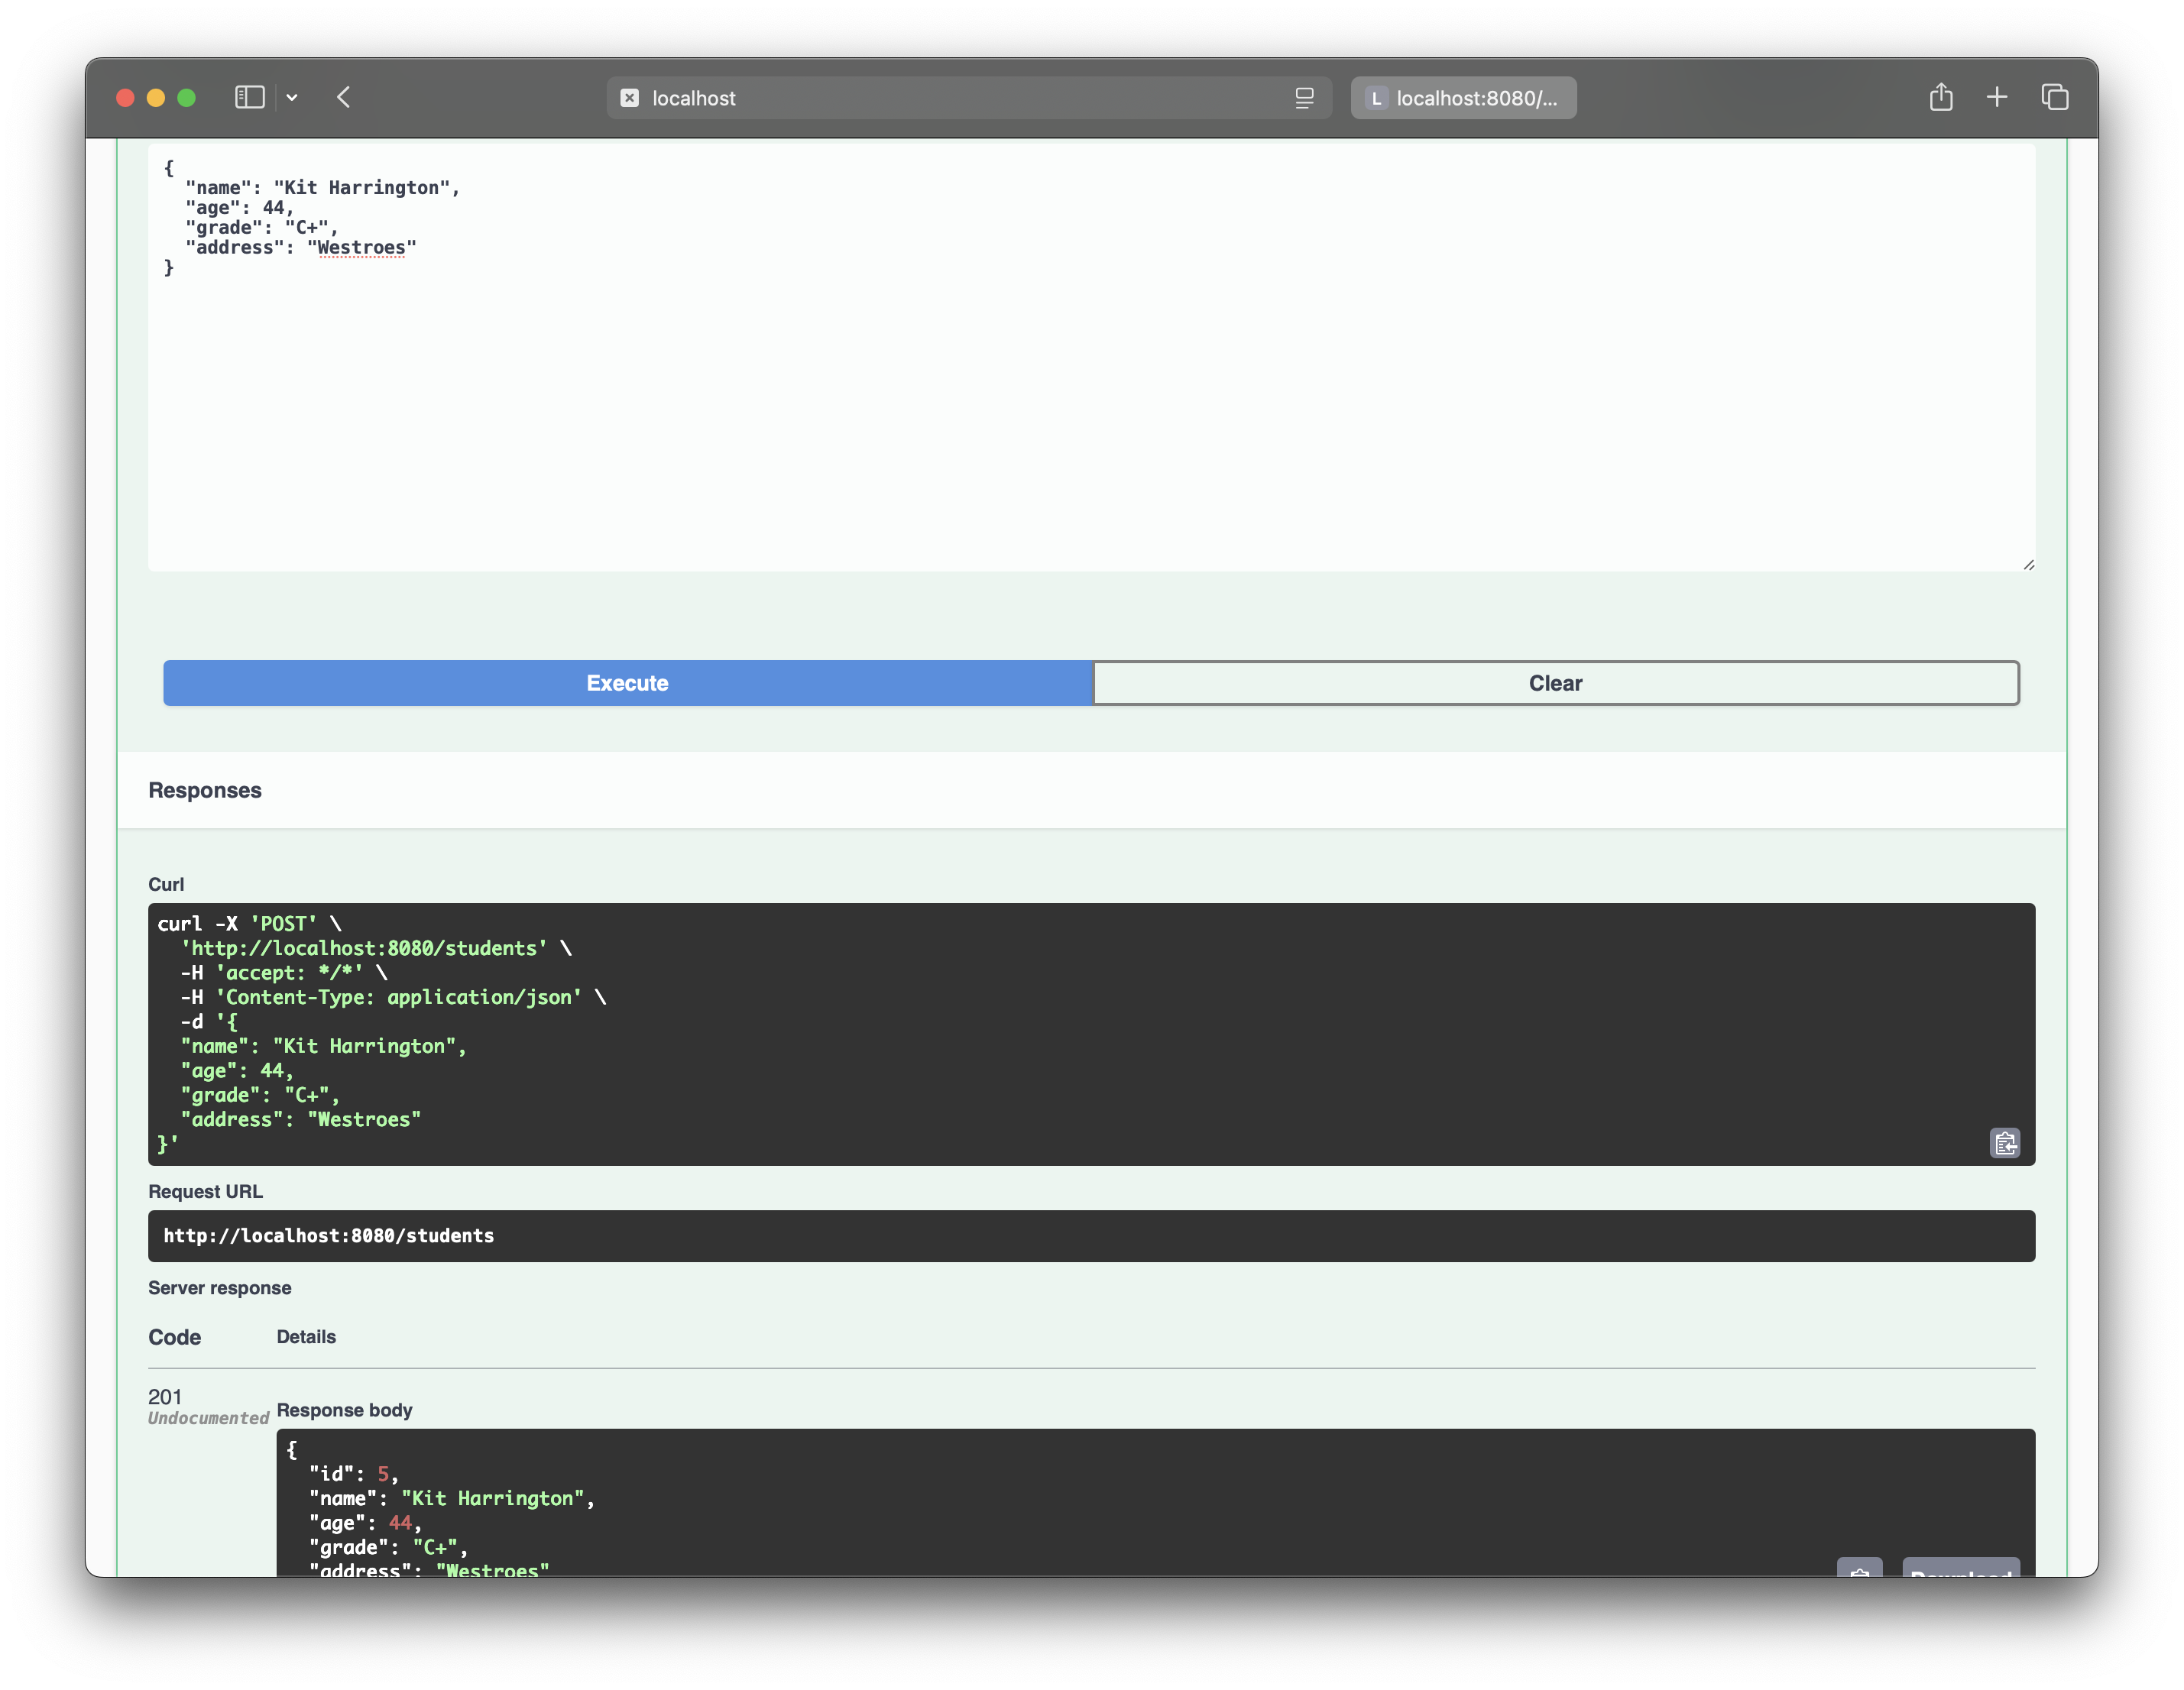 localhost
L localhost:8080/...
{
"name": "Kit Harrington",
"age": 44,
"grade": "C+",
"address": "Westroes"
}
Execute
Clear
Responses
Curl
curl -X 'POST' \
'http://localhost:8080/students' \
-H 'accept: */*' \
-H 'Content-Type: application/json' \
-d '{
"name": "Kit Harrington",
"age": 44,
"grade": "C+",
"address": "Westroes"
}'
Request URL
http://localhost:8080/students
Server response
Code Details
201
Undocumented
Response body
{
"id": 5,
"name": "Kit Harrington",
"age": 44,
"grade": "C+",
"address": "Westroes"
Download